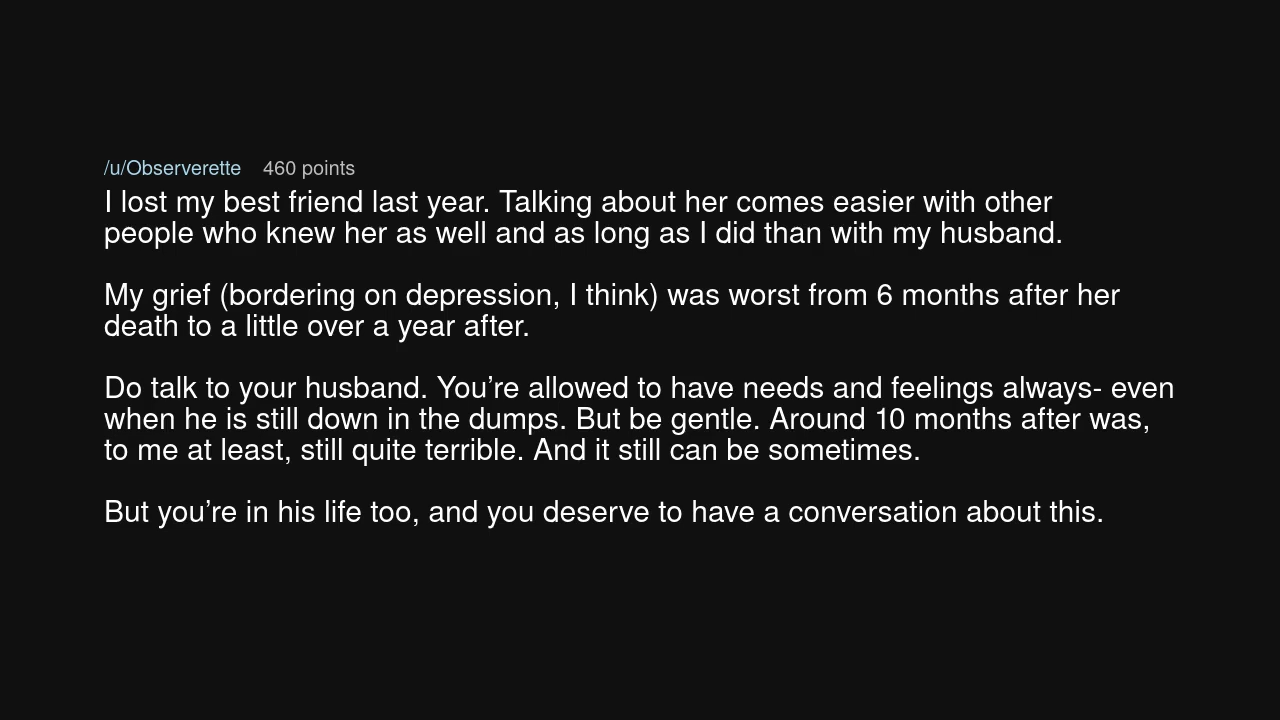 /u/Observerette 460 points
I lost my best friend last year. Talking about her comes easier with other
people who knew her as well and as long as I did than with my husband.
My grief (bordering on depression, I think) was worst from 6 months after her
death to a little over a year after.
Do talk to your husband. You’re allowed to have needs and feelings always- even
when he is still down in the dumps. But be gentle. Around 10 months after was,
to me at least, still quite terrible. And it still can be sometimes.
But you’re in his life too, and you deserve to have a conversation about this.